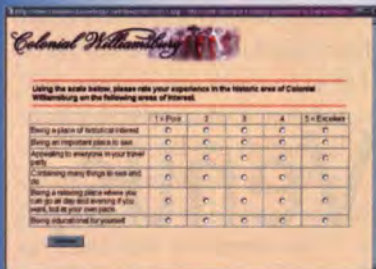 Colonial Williamsburg
Using the scale below, please rate your experience in the historic area of Colonial
Williamsburg on the following areas of interest.
1 = Poor 2 3 4 5 = Excellent
Being a place of historical interest
Being an important place to see
Appealing to everyone in your travel
party
Containing many things to see and
do
Being a relaxing place where you
can go all day and evening if you
want, but at your own pace
Being educational for yourself